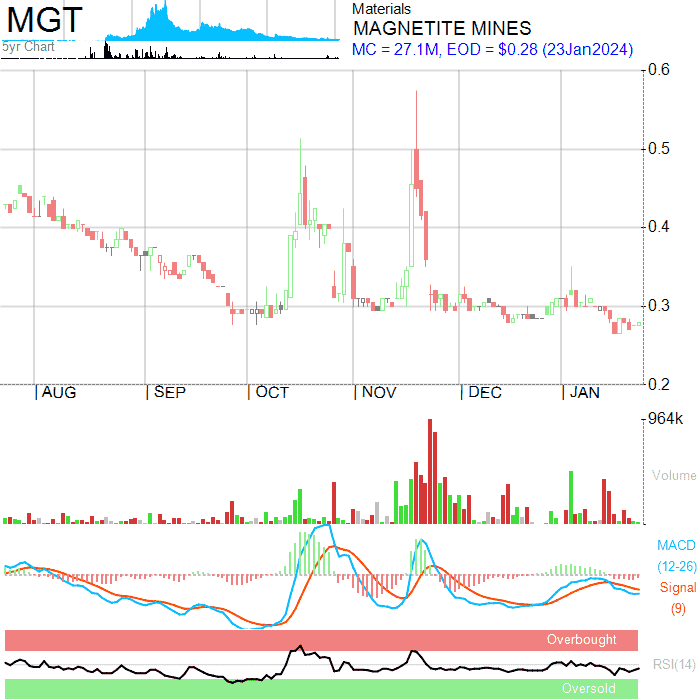 MGT
5yr Chart
Materials
MAGNETITE MINES
MC = 27.1M, EOD = $0.28 (23Jan2024)
0.6
0.5
0.4
0.3
0.2
AUG SEP OCT NOV DEC JAN
964k
Volume
MACD
(12-26)
Signal
(9)
Overbought
RSI(14)
Oversold